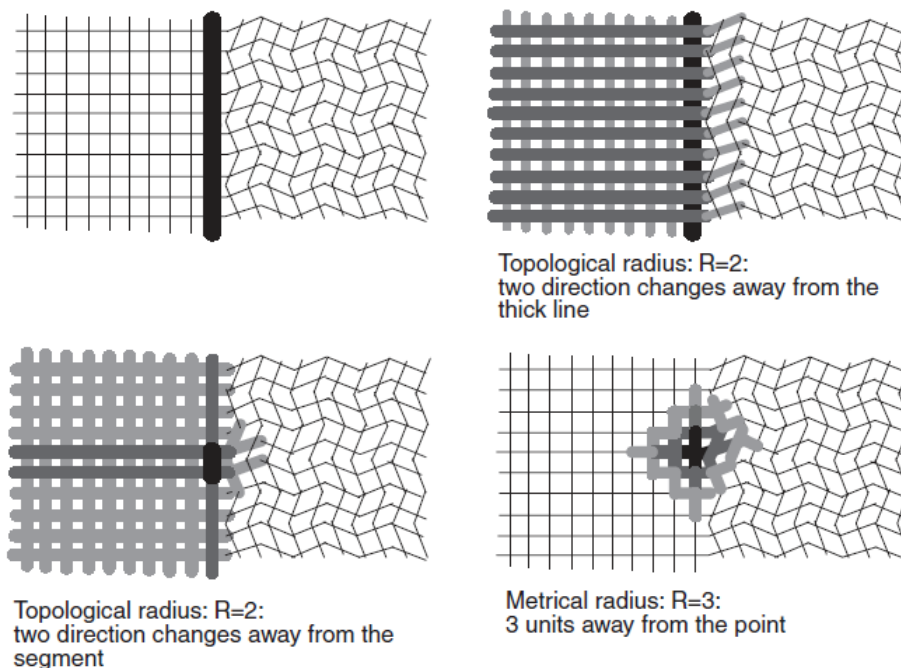 Topological radius: R=2:
two direction changes away from the
thick line
Topological radius: R=2:
two direction changes away from the
segment
Metrical radius: R=3:
3 units away from the point